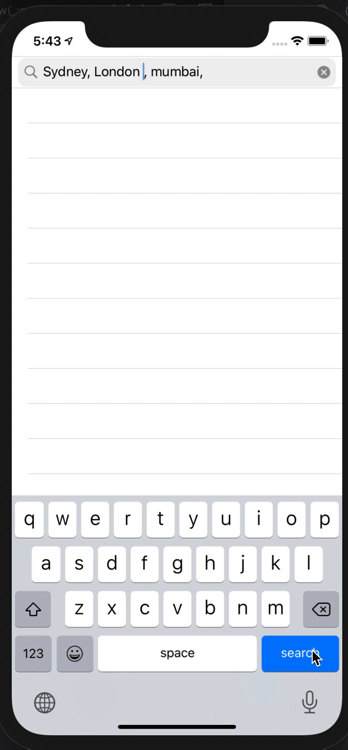 5:43
Sydney, London , mumbai,
q w e r t y u i o p
a s d f g h j k l
z x c v b n m
123 space search